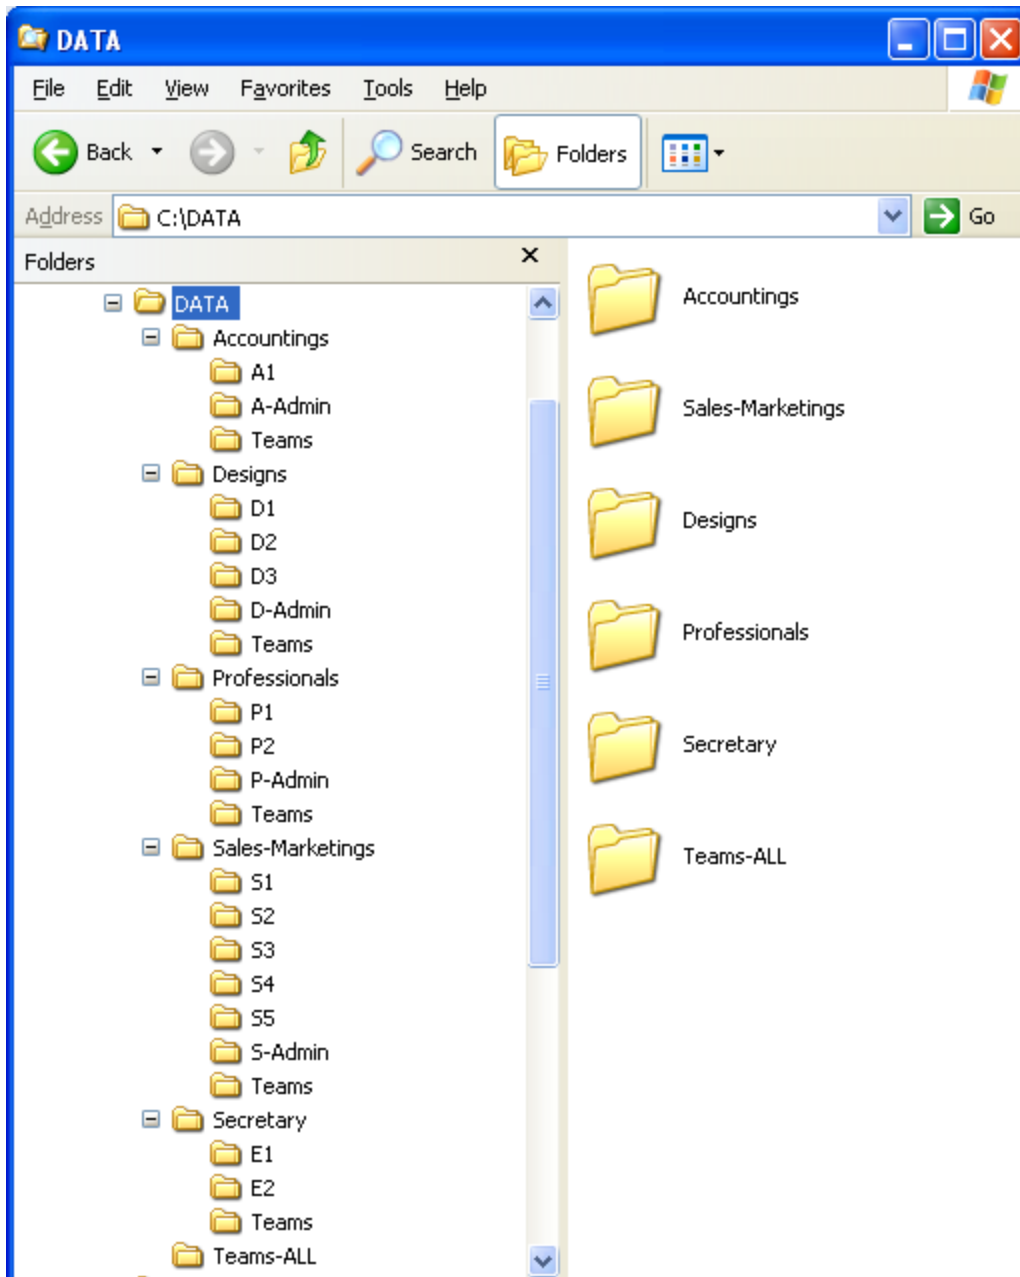 DATA
File Edit View Favorites Tools Help
Back Search Folders
Address C:\DATA Go
Folders
DATA
Accountings
A1
A-Admin
Teams
Designs
D1
D2
D3
D-Admin
Teams
Professionals
P1
P2
P-Admin
Teams
Sales-Marketings
S1
S2
S3
S4
S5
S-Admin
Teams
Secretary
E1
E2
Teams
Teams-ALL
Accountings
Sales-Marketings
Designs
Professionals
Secretary
Teams-ALL